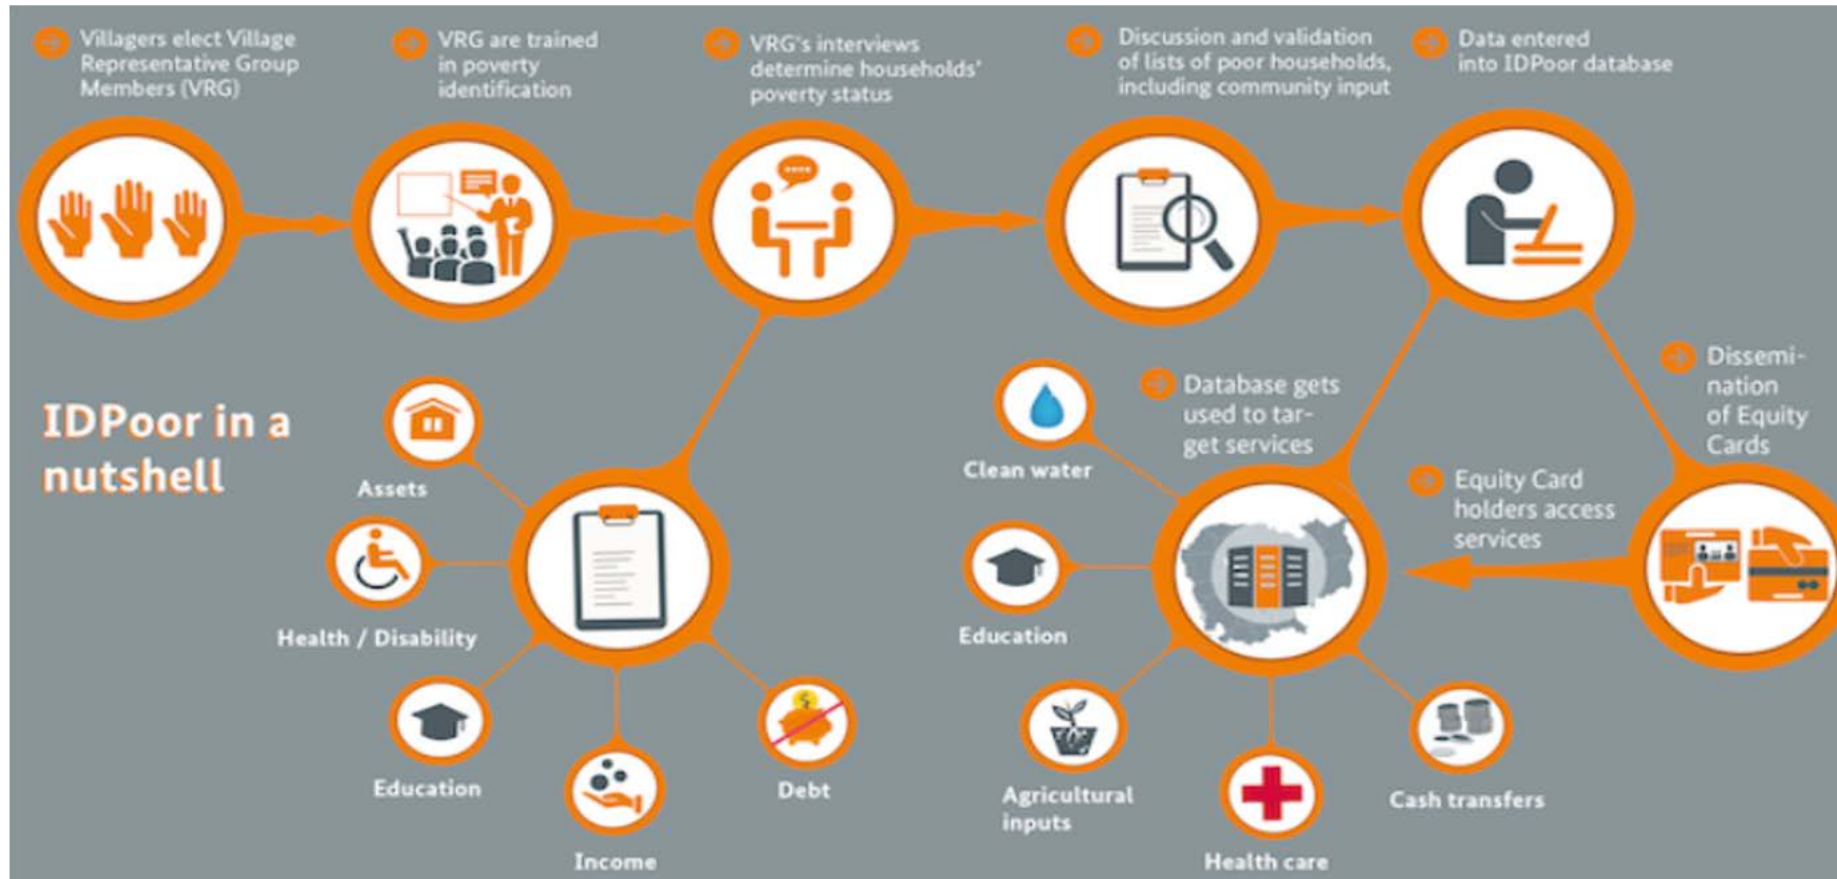 Villagers elect Village
Representative Group
Members (VRG)
VRG are trained
in poverty
identification
VRG's interviews
determine households'
poverty status
Discussion and validation
of lists of poor households,
including community input
Data entered
into IDPoor database
IDPoor in a
nutshell
Assets
Health / Disability
Education
Income
Debt
Clean water
Education
Agricultural
inputs
Health care
Cash transfers
Database gets
used to tar-
get services
Equity Card
holders access
services
Dissemi-
nation
of Equity
Cards